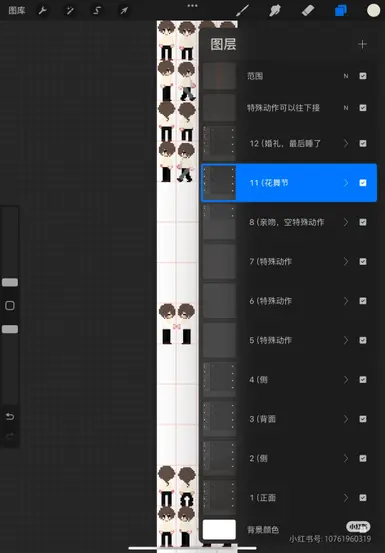 图库
图层
范围
N
特殊动作可以往下接
N
12 (婚礼，最后睡了
11 (花舞节
8 (亲吻、空特殊动作
7 (特殊动作
6 (特殊动作
5 (特殊动作
4 (侧
3 (背面
2 (侧
1 (正面
背景颜色
小红书
小红书号: 10761960319